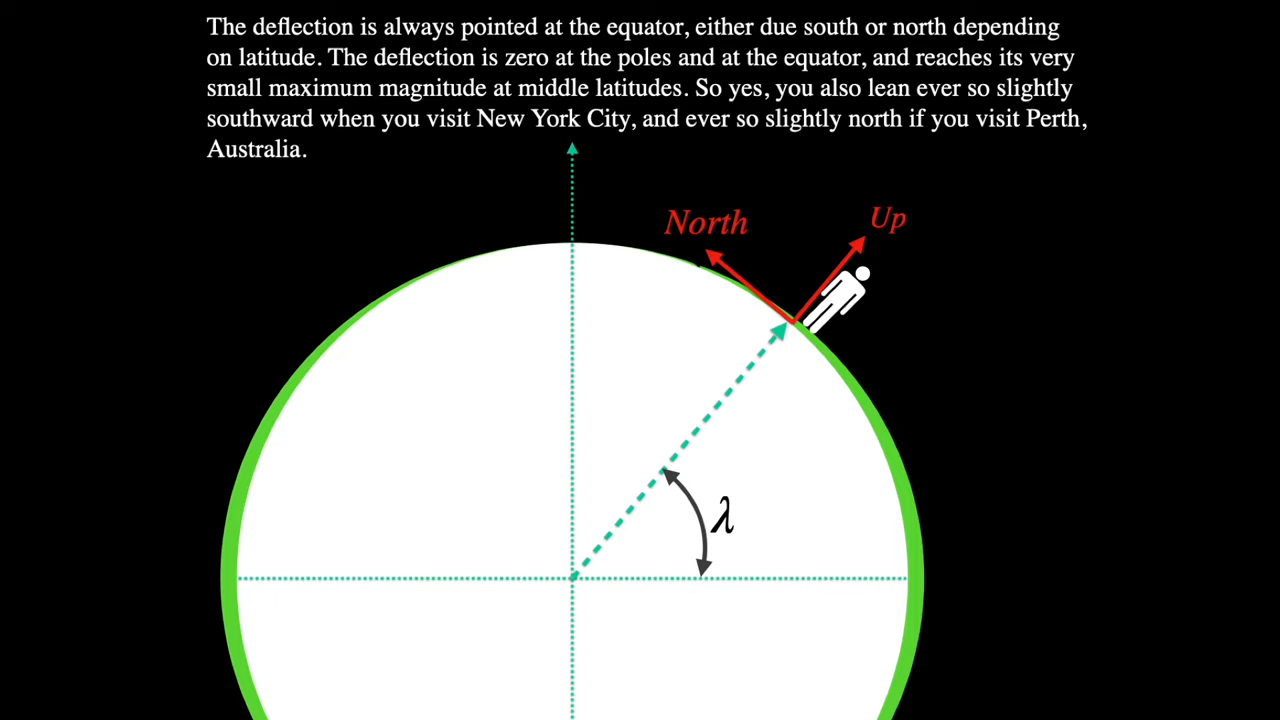 The deflection is always pointed at the equator, either due south or north depending
on latitude. The deflection is zero at the poles and at the equator, and reaches its very
small maximum magnitude at middle latitudes. So yes, you also lean ever so slightly
southward when you visit New York City, and ever so slightly north if you visit Perth,
Australia.
North
Up
λ